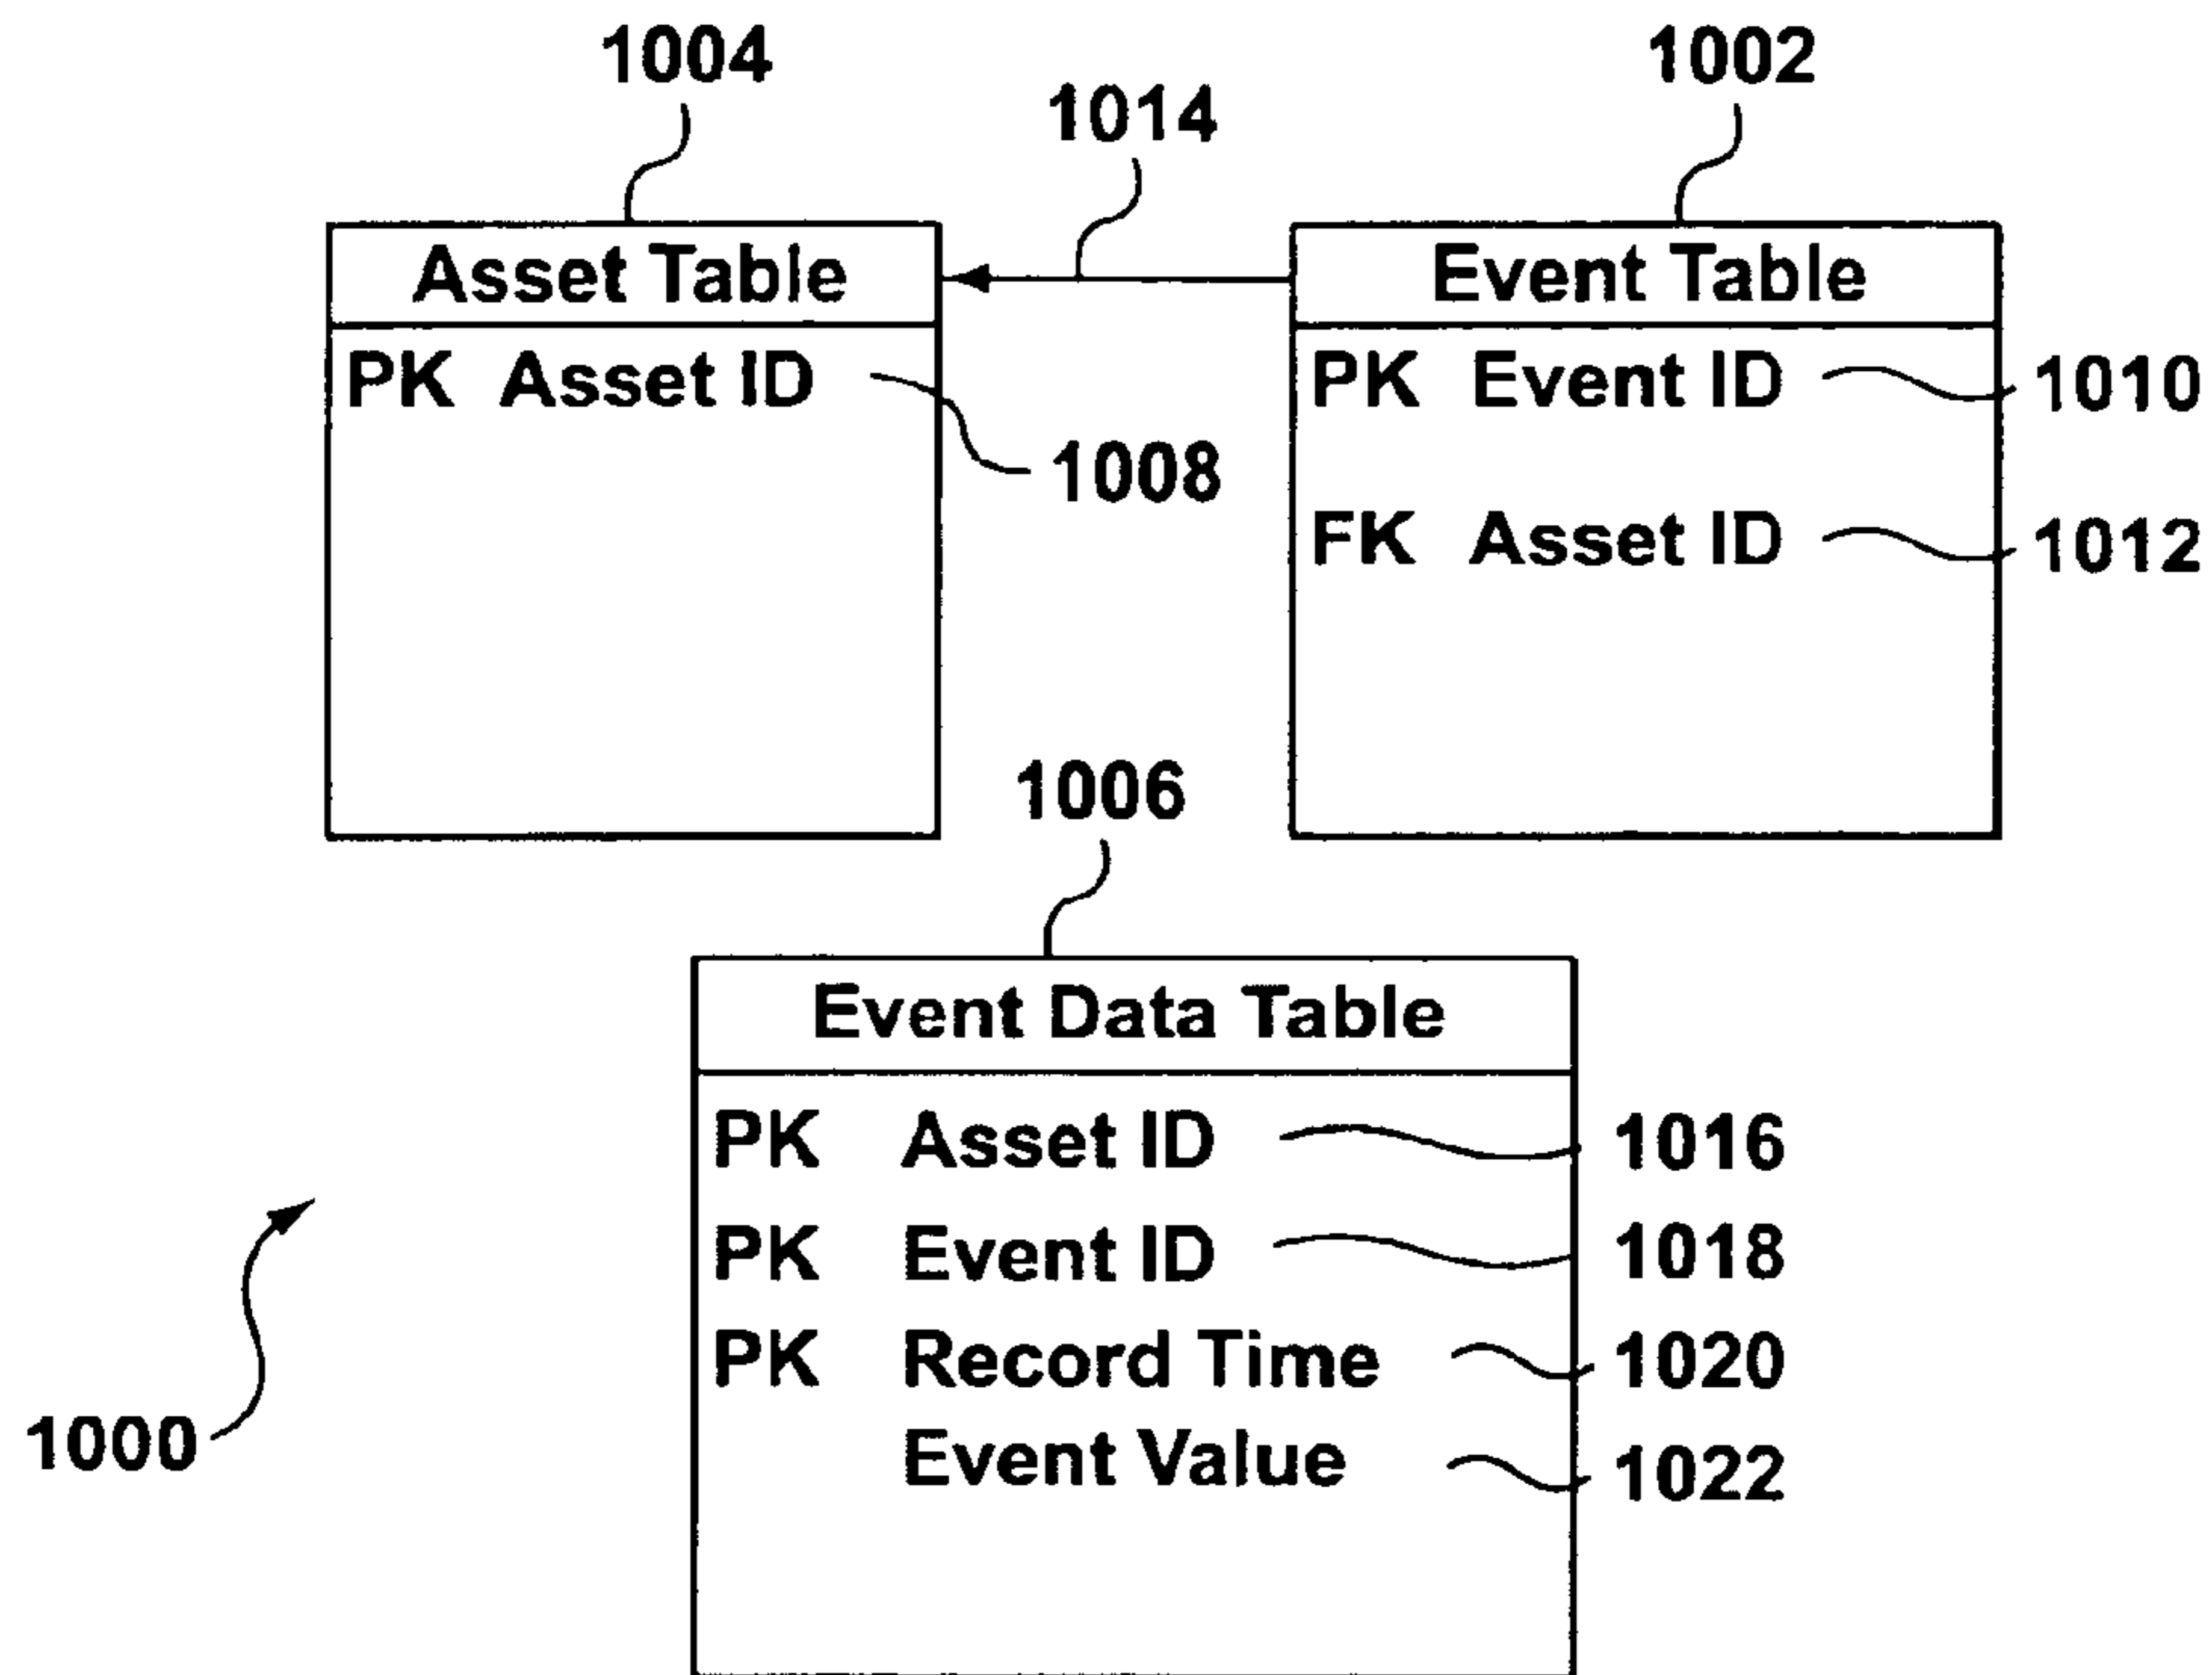 1004
1002
1014
Asset Table
Event Table
PK Asset ID
PK Event ID
1010
1008
FK Asset ID
1012
1006
Event Data Table
PK Asset ID
1016
PK Event ID
1018
PK Record Time
1020
1000
Event Value
1022